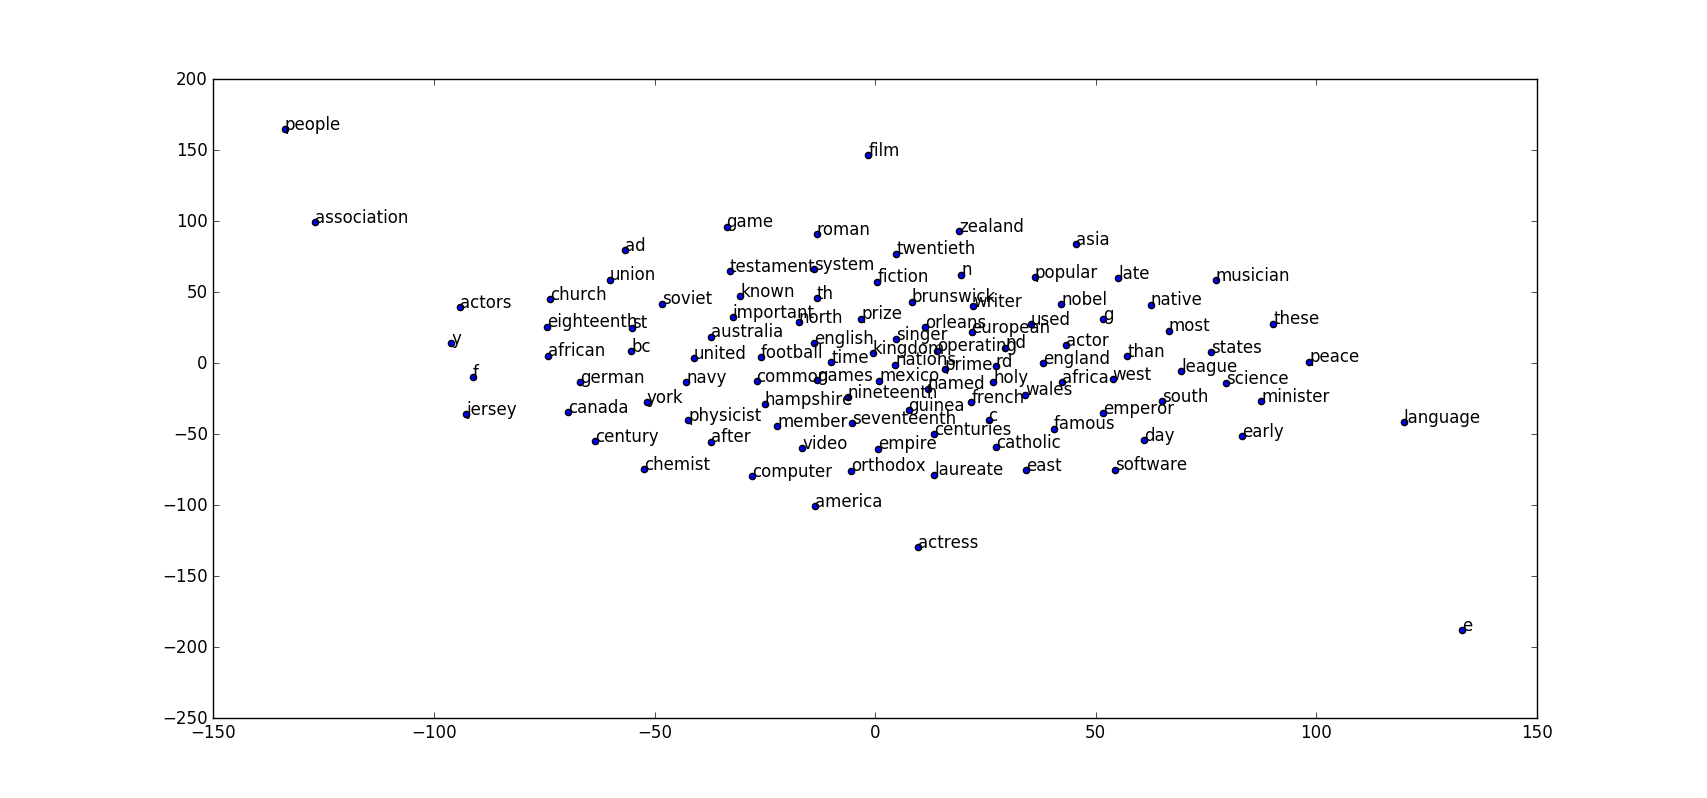 200
people
150
film
association
100
game
roman
zealand
asia
ad
twentieth
union
testament
system
fiction
n
popular
late
musician
50
actors
church
soviet
known
th
brunswick
writer
nobel
native
important
north
prize
eighteenth
st
australia
orleans
european
used
g
most
these
y
bc
english
singer
operating
nd
actor
african
united
football
time
kingdom
nations
prime
rd
england
than
states
peace
0
f
german
navy
common
games
mexico
named
holy
africa
west
league
science
jersey
canada
york
hampshire
nineteenth
guinea
french
wales
emperor
south
minister
physicist
member
seventeenth
c
famous
language
−50
century
after
video
empire
centuries
catholic
day
early
chemist
computer
orthodox
laureate
east
software
−100
america
actress
−150
e
−200
−250
−150 −100 −50 0 50 100 150